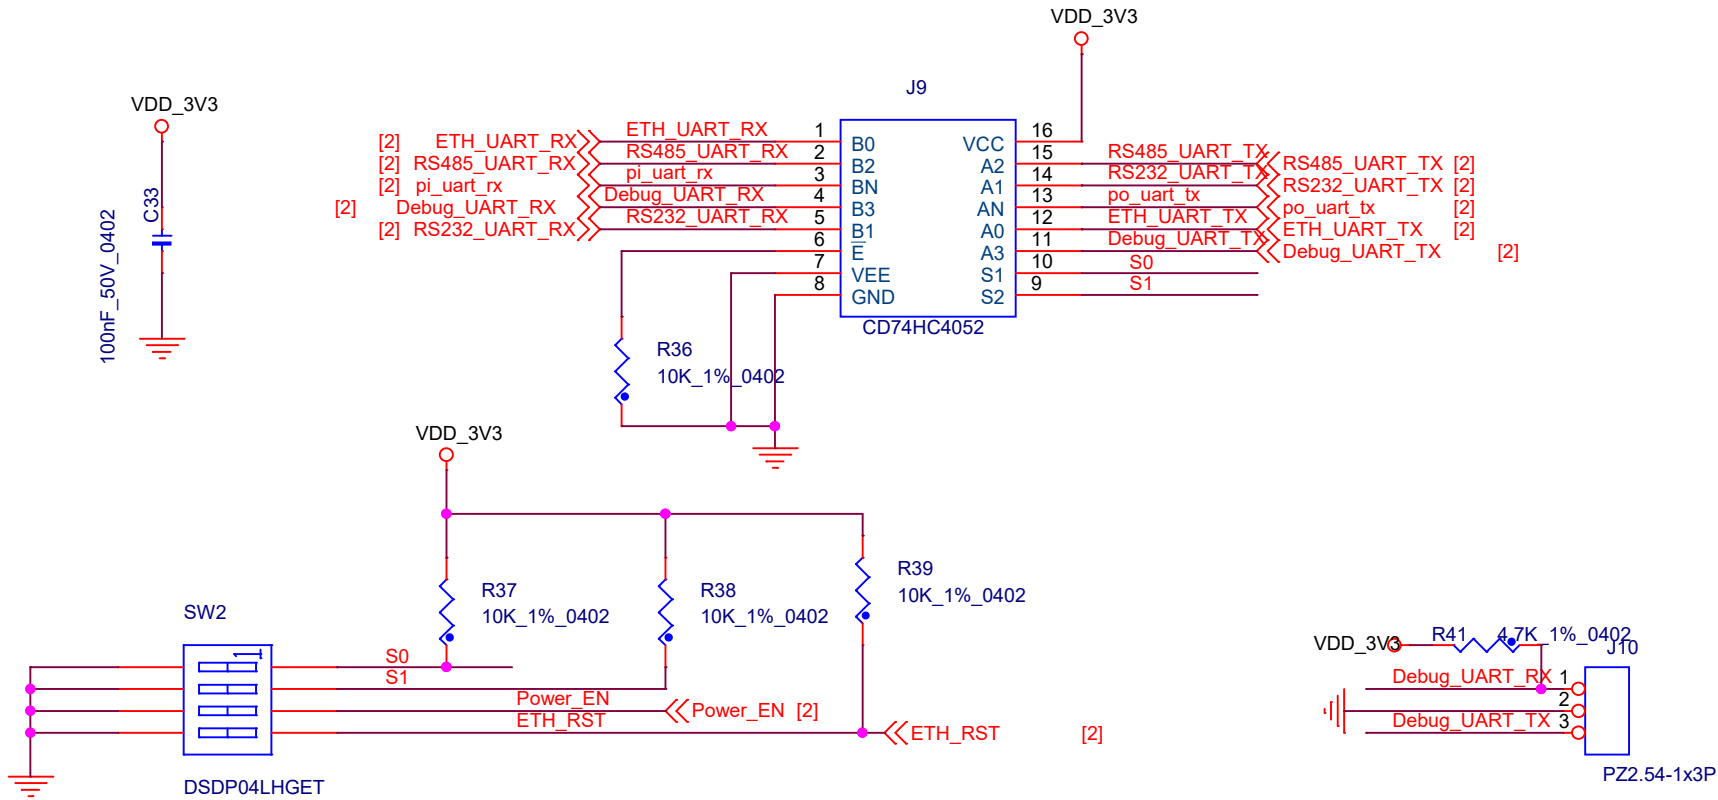 VDD_3V3
J9
VDD_3V3
C33
100nF_50V_0402
[2] ETH_UART_RX ETH_UART_RX 1 B0 VCC 16
[2] RS485_UART_RX RS485_UART_RX 2 B2 A2 15 RS485_UART_TX RS485_UART_TX [2]
[2] pi_uart_rx pi_uart_rx 3 BN A1 14 RS232_UART_TX RS232_UART_TX [2]
[2] Debug_UART_RX Debug_UART_RX 4 B3 AN 13 po_uart_tx po_uart_tx [2]
[2] RS232_UART_RX RS232_UART_RX 5 B1 A0 12 ETH_UART_TX ETH_UART_TX [2]
6 E A3 11 Debug_UART_TX Debug_UART_TX [2]
7 VEE S1 10 S0
8 GND S2 9 S1
CD74HC4052
R36
10K_1%_0402
VDD_3V3
R37
10K_1%_0402
R38
10K_1%_0402
R39
10K_1%_0402
SW2
1
S0
S1
Power_EN Power_EN [2]
ETH_RST ETH_RST [2]
DSDP04LHGET
VDD_3V3 R41 4.7K_1%_0402
J10
Debug_UART_RX 1
2
Debug_UART_TX 3
PZ2.54-1x3P